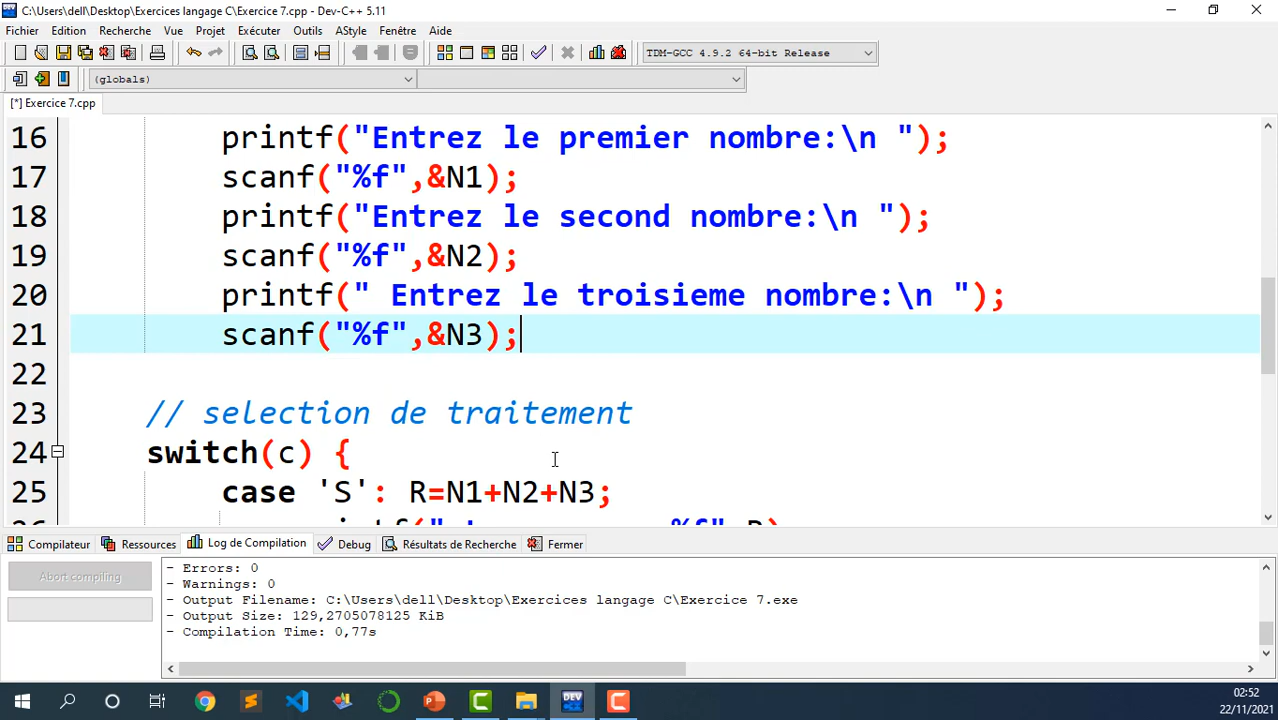 C:\Users\dell\Desktop\Exercices langage C\Exercice 7.cpp - Dev-C++ 5.11
Fichier Edition Recherche Vue Projet Exécuter Outils AStyle Fenêtre Aide
TDM-GCC 4.9.2 64-bit Release
(globals)
[*] Exercice 7.cpp
16 printf("Entrez le premier nombre:\n ");
17 scanf("%f",&N1);
18 printf("Entrez le second nombre:\n ");
19 scanf("%f",&N2);
20 printf(" Entrez le troisieme nombre:\n ");
21 scanf("%f",&N3);
22
23 // selection de traitement
24 switch(c) {
25 case 'S': R=N1+N2+N3;
Compilateur Ressources Log de Compilation Debug Résultats de Recherche Fermer
Abort compiling
- Errors: 0
- Warnings: 0
- Output Filename: C:\Users\dell\Desktop\Exercices langage C\Exercice 7.exe
- Output Size: 129,2705078125 KiB
- Compilation Time: 0,77s
DEV
02:52
22/11/2021